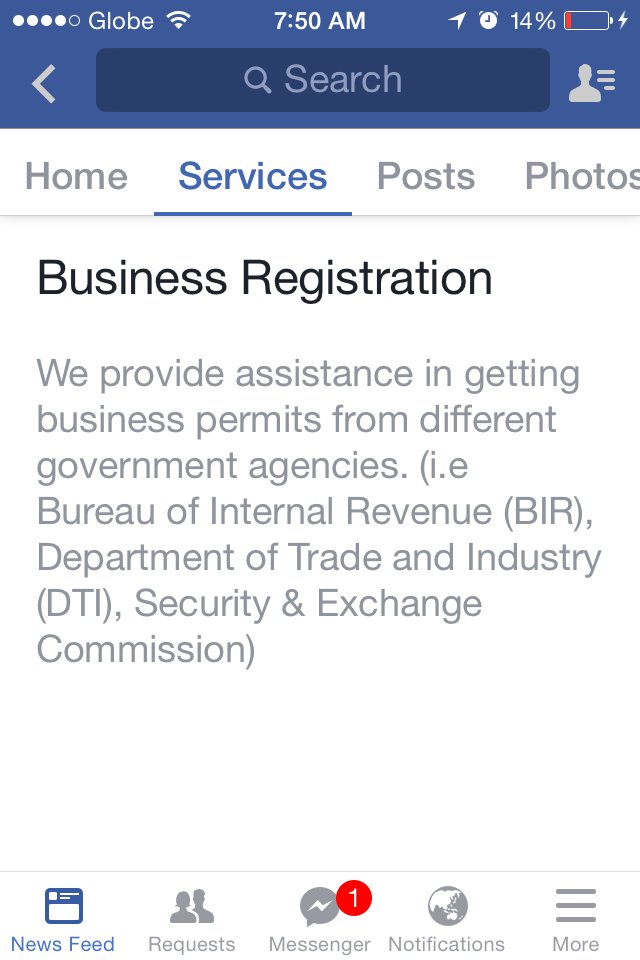 Globe 7:50 AM 14%
Search
Home Services Posts Photos
Business Registration
We provide assistance in getting
business permits from different
government agencies. (i.e
Bureau of Internal Revenue (BIR),
Department of Trade and Industry
(DTI), Security & Exchange
Commission)
1
News Feed Requests Messenger Notifications More